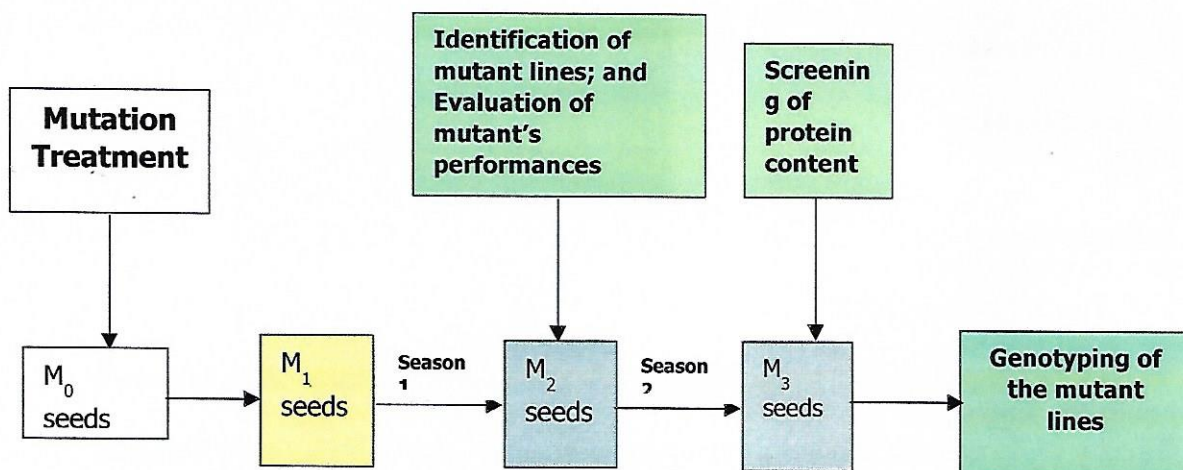 Mutation
Treatment
Identification of
mutant lines; and
Evaluation of
mutant's
performances
Screenin
g of
protein
content
M0
seeds
M1
seeds
Season
1
M2
seeds
Season
2
M3
seeds
Genotyping of
the mutant
lines